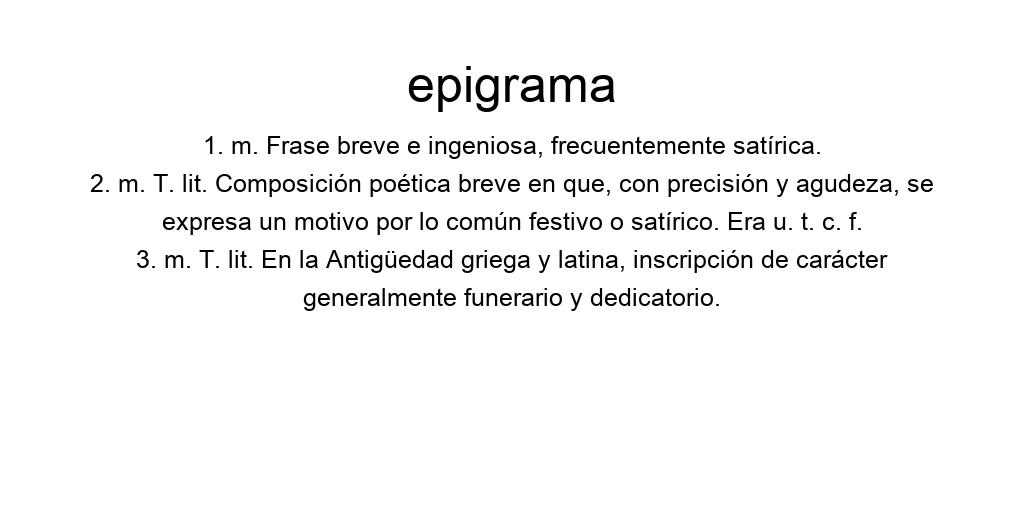 epigrama
1. m. Frase breve e ingeniosa, frecuentemente satírica.
2. m. T. lit. Composición poética breve en que, con precisión y agudeza, se
expresa un motivo por lo común festivo o satírico. Era u. t. c. f.
3. m. T. lit. En la Antigüedad griega y latina, inscripción de carácter
generalmente funerario y dedicatorio.